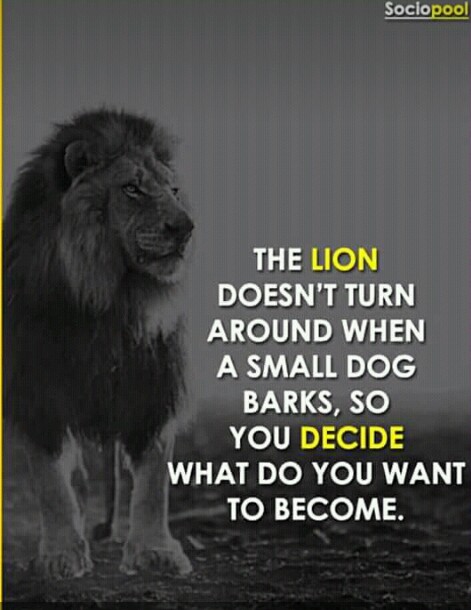 Sociopool
THE LION
DOESN'T TURN
AROUND WHEN
A SMALL DOG
BARKS, SO
YOU DECIDE
WHAT DO YOU WANT
TO BECOME.